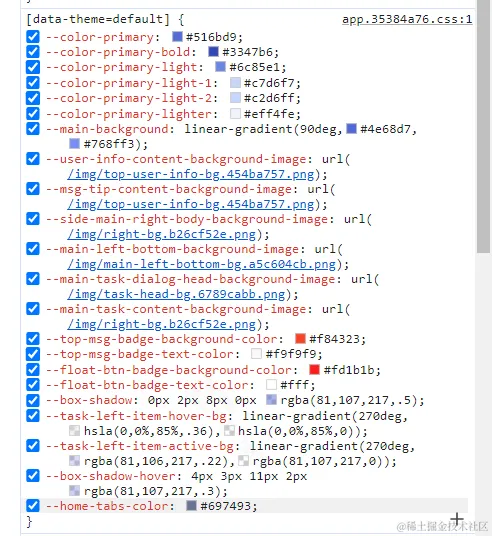 [data-theme=default] { app.35384a76.css:1
--color-primary: #516bd9;
--color-primary-bold: #3347b6;
--color-primary-light: #6c85e1;
--color-primary-light-1: #c7d6f7;
--color-primary-light-2: #c2d6ff;
--color-primary-lighter: #eff4fe;
--main-background: linear-gradient(90deg,#4e68d7,
#768ff3);
--user-info-content-background-image: url(
/img/top-user-info-bg.454ba757.png);
--msg-tip-content-background-image: url(
/img/top-user-info-bg.454ba757.png);
--side-main-right-body-background-image: url(
/img/right-bg.b26cf52e.png);
--main-left-bottom-background-image: url(
/img/main-left-bottom-bg.a5c604cb.png);
--main-task-dialog-head-background-image: url(
/img/task-head-bg.6789cabb.png);
--main-task-content-background-image: url(
/img/right-bg.b26cf52e.png);
--top-msg-badge-background-color: #f84323;
--top-msg-badge-text-color: #f9f9f9;
--float-btn-badge-background-color: #fd1b1b;
--float-btn-badge-text-color: #fff;
--box-shadow: 0px 2px 8px 0px rgba(81,107,217,.5);
--task-left-item-hover-bg: linear-gradient(270deg,
hsla(0,0%,85%,.36),hsla(0,0%,85%,0));
--task-left-item-active-bg: linear-gradient(270deg,
rgba(81,106,217,.22),rgba(81,107,217,0));
--box-shadow-hover: 4px 3px 11px 2px
rgba(81,107,217,.3);
--home-tabs-color: #697493;
}
@稀土掘金技术社区